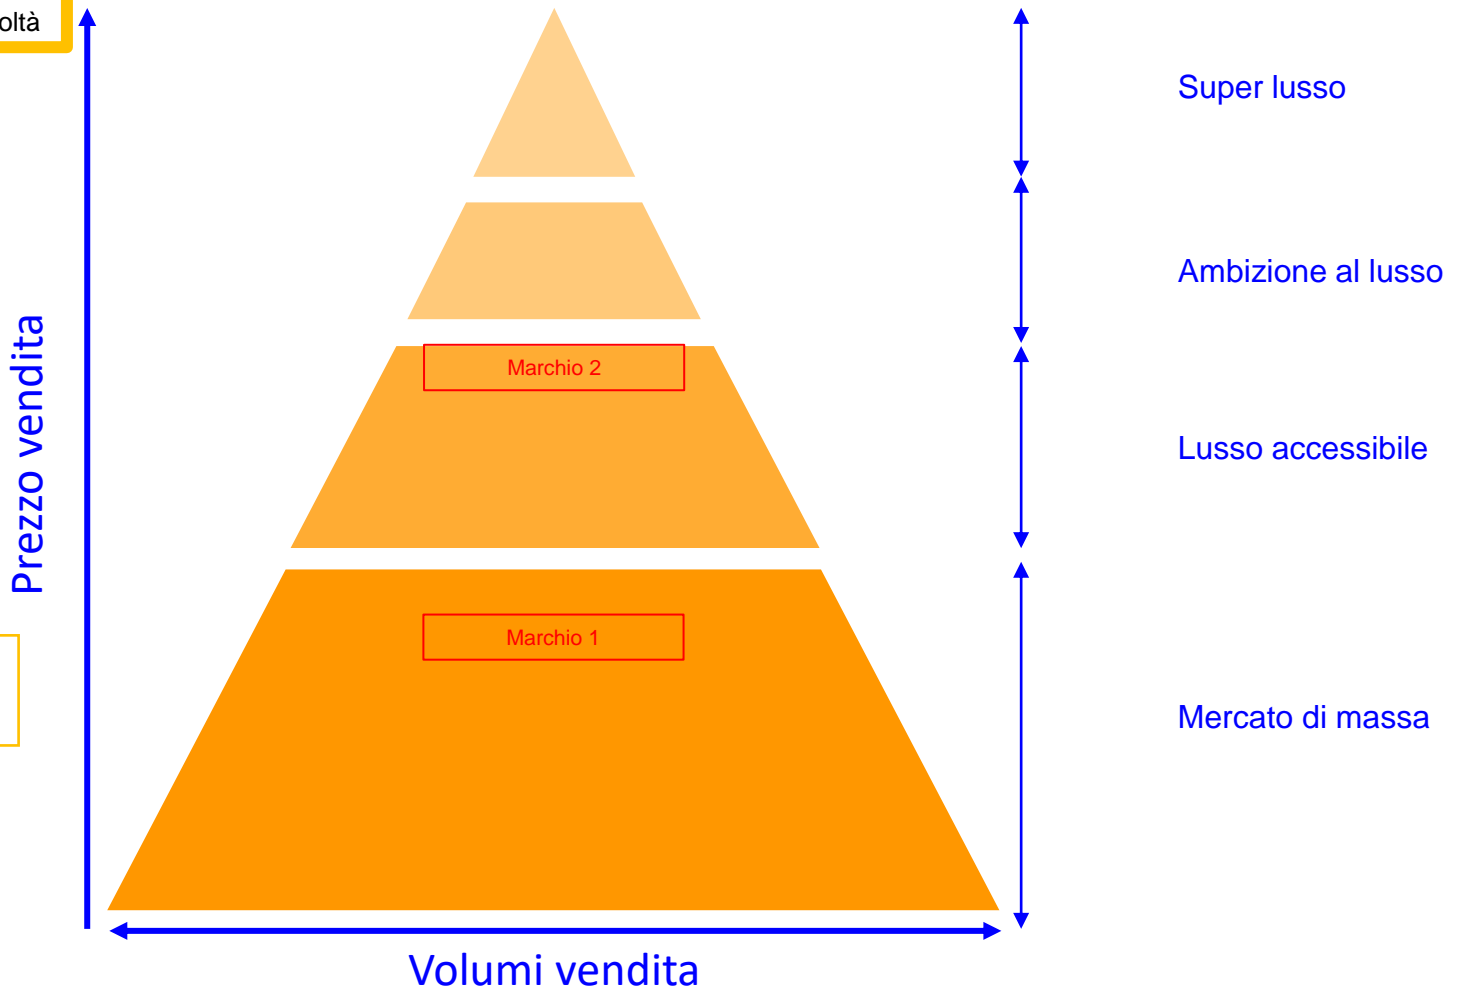 oltà
Super lusso
Ambizione al lusso
Marchio 2
Lusso accessibile
Prezzo vendita
Marchio 1
Mercato di massa
Volumi vendita